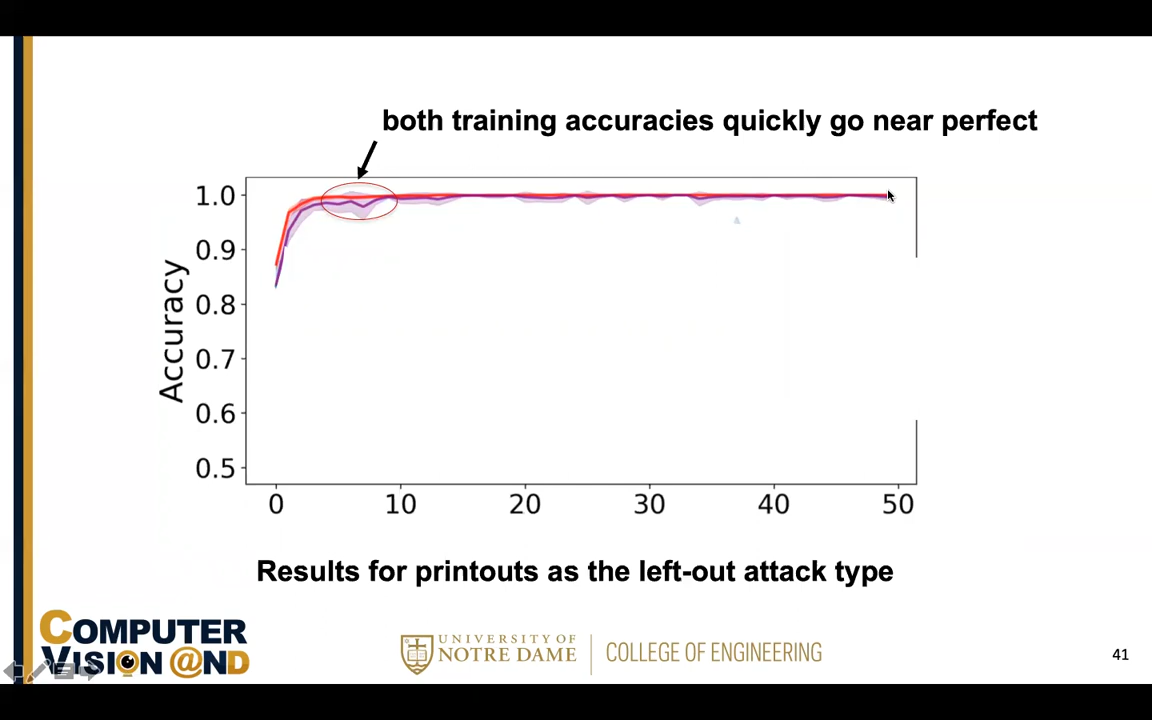 both training accuracies quickly go near perfect
1.0
0.9
0.8
0.7
0.6
0.5
Accuracy
0 10 20 30 40 50
Results for printouts as the left-out attack type
COMPUTER
VISION @ND
UNIVERSITY OF
NOTRE DAME
COLLEGE OF ENGINEERING
41